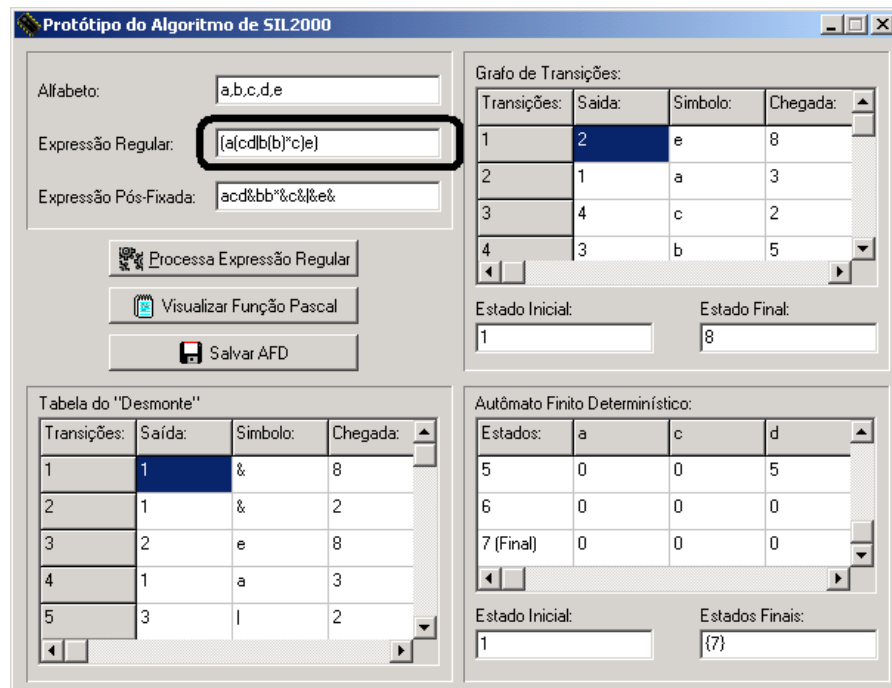 Protótipo do Algoritmo de SIL2000
Alfabeto: a,b,c,d,e
Expressão Regular: (a(cd|b(b)*c)e)
Expressão Pós-Fixada: acd&bb*&c&|&e&
Processa Expressão Regular
Visualizar Função Pascal
Salvar AFD
Grafo de Transições:
Transições: Saida: Simbolo: Chegada:
1 2 e 8
2 1 a 3
3 4 c 2
4 3 b 5
Estado Inicial: Estado Final:
1 8
Tabela do "Desmonte"
Transições: Saída: Simbolo: Chegada:
1 1 & 8
2 1 & 2
3 2 e 8
4 1 a 3
5 3 | 2
Autômato Finito Determinístico:
Estados: a c d
5 0 0 5
6 0 0 0
7 (Final) 0 0 0
Estado Inicial: Estados Finais:
1 {7}